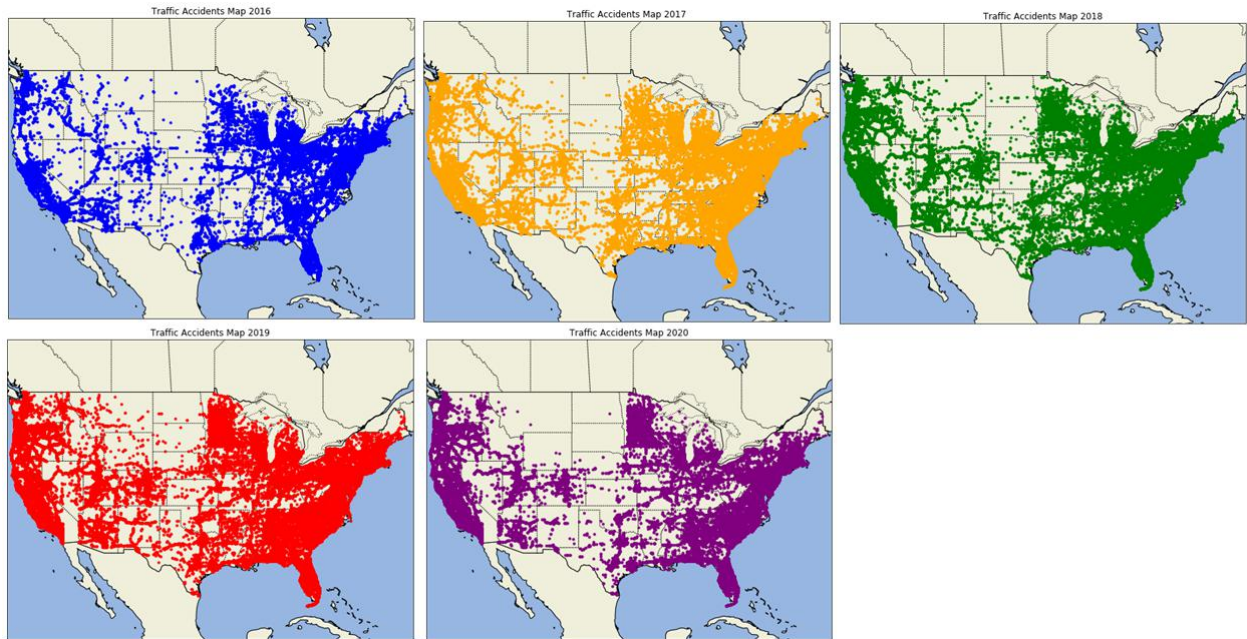 Traffic Accidents Map 2016
Traffic Accidents Map 2017
Traffic Accidents Map 2018
Traffic Accidents Map 2019
Traffic Accidents Map 2020